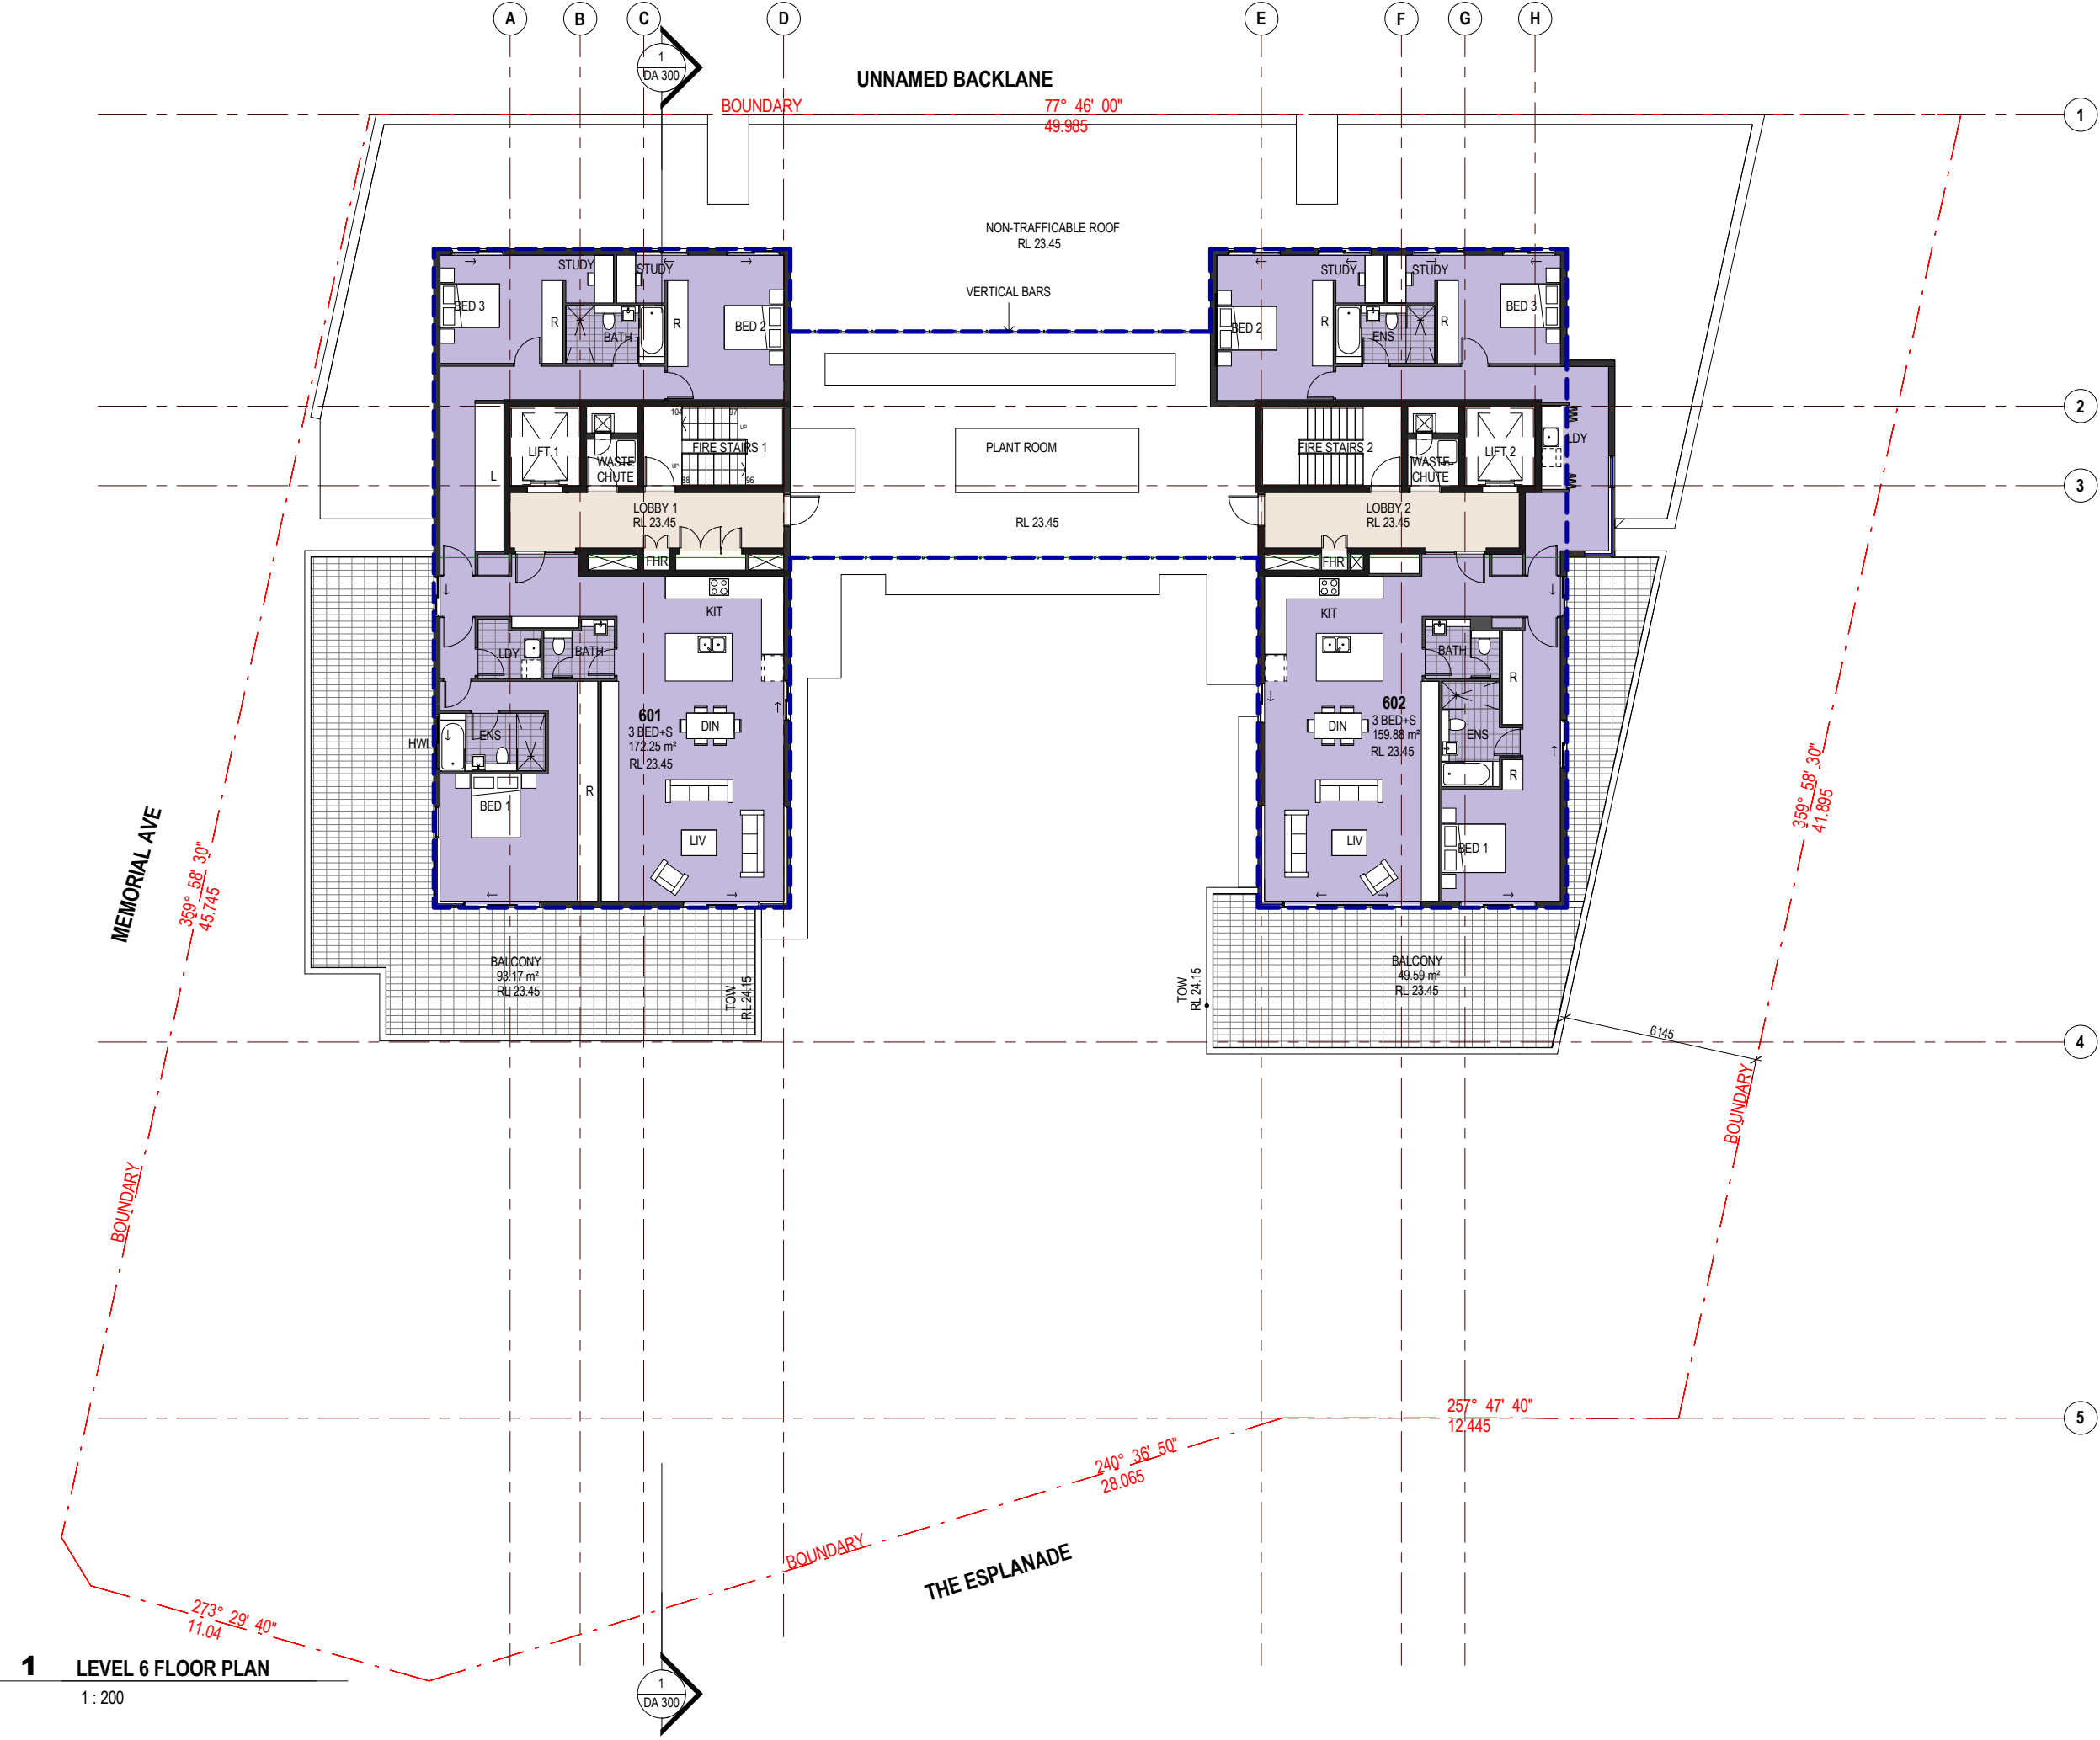 A
B
C
D
E
F
G
H
1
DA 300
UNNAMED BACKLANE
BOUNDARY
77° 46' 00"
49.985
1
NON-TRAFFICABLE ROOF
RL 23.45
VERTICAL BARS
STUDY
STUDY
BED 3
R
BATH
R
BED 2
STUDY
STUDY
BED 2
R
ENS
R
BED 3
2
104
97
UP
LIFT 1
FIRE STAIRS 1
WASTE
CHUTE
UP
88
96
L
PLANT ROOM
FIRE STAIRS 2
WASTE
CHUTE
LIFT 2
LDY
3
LOBBY 1
RL 23.45
RL 23.45
LOBBY 2
RL 23.45
FHR
FHR
KIT
KIT
LDY
BATH
BATH
R
601
3 BED+S
172.25 m²
RL 23.45
DIN
HWL
ENS
BED 1
R
LIV
602
3 BED+S
159.88 m²
RL 23.45
DIN
ENS
R
LIV
BED 1
MEMORIAL AVE
359° 58' 30"
45.745
359° 58' 30"
41.895
BALCONY
93.17 m²
RL 23.45
TOW
RL 24.15
TOW
RL 24.15
BALCONY
49.59 m²
RL 23.45
6145
4
BOUNDARY
BOUNDARY
257° 47' 40"
12.445
5
240° 36' 50"
28.065
BOUNDARY
THE ESPLANADE
273° 29' 40"
11.04
1 LEVEL 6 FLOOR PLAN
1 : 200
1
DA 300